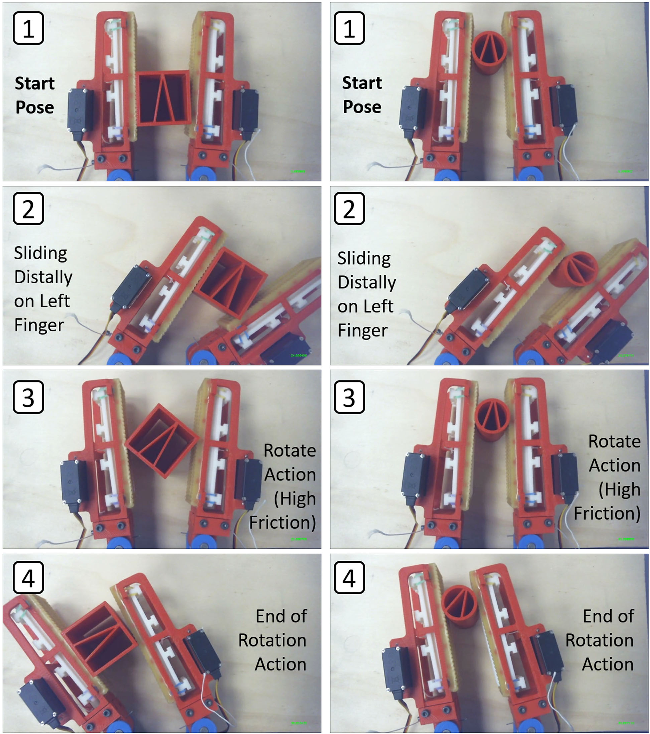 1
Start
Pose
1
Start
Pose
2
Sliding
Distally
on Left
Finger
2
Sliding
Distally
on Left
Finger
3
Rotate
Action
(High
Friction)
3
Rotate
Action
(High
Friction)
4
End of
Rotation
Action
4
End of
Rotation
Action